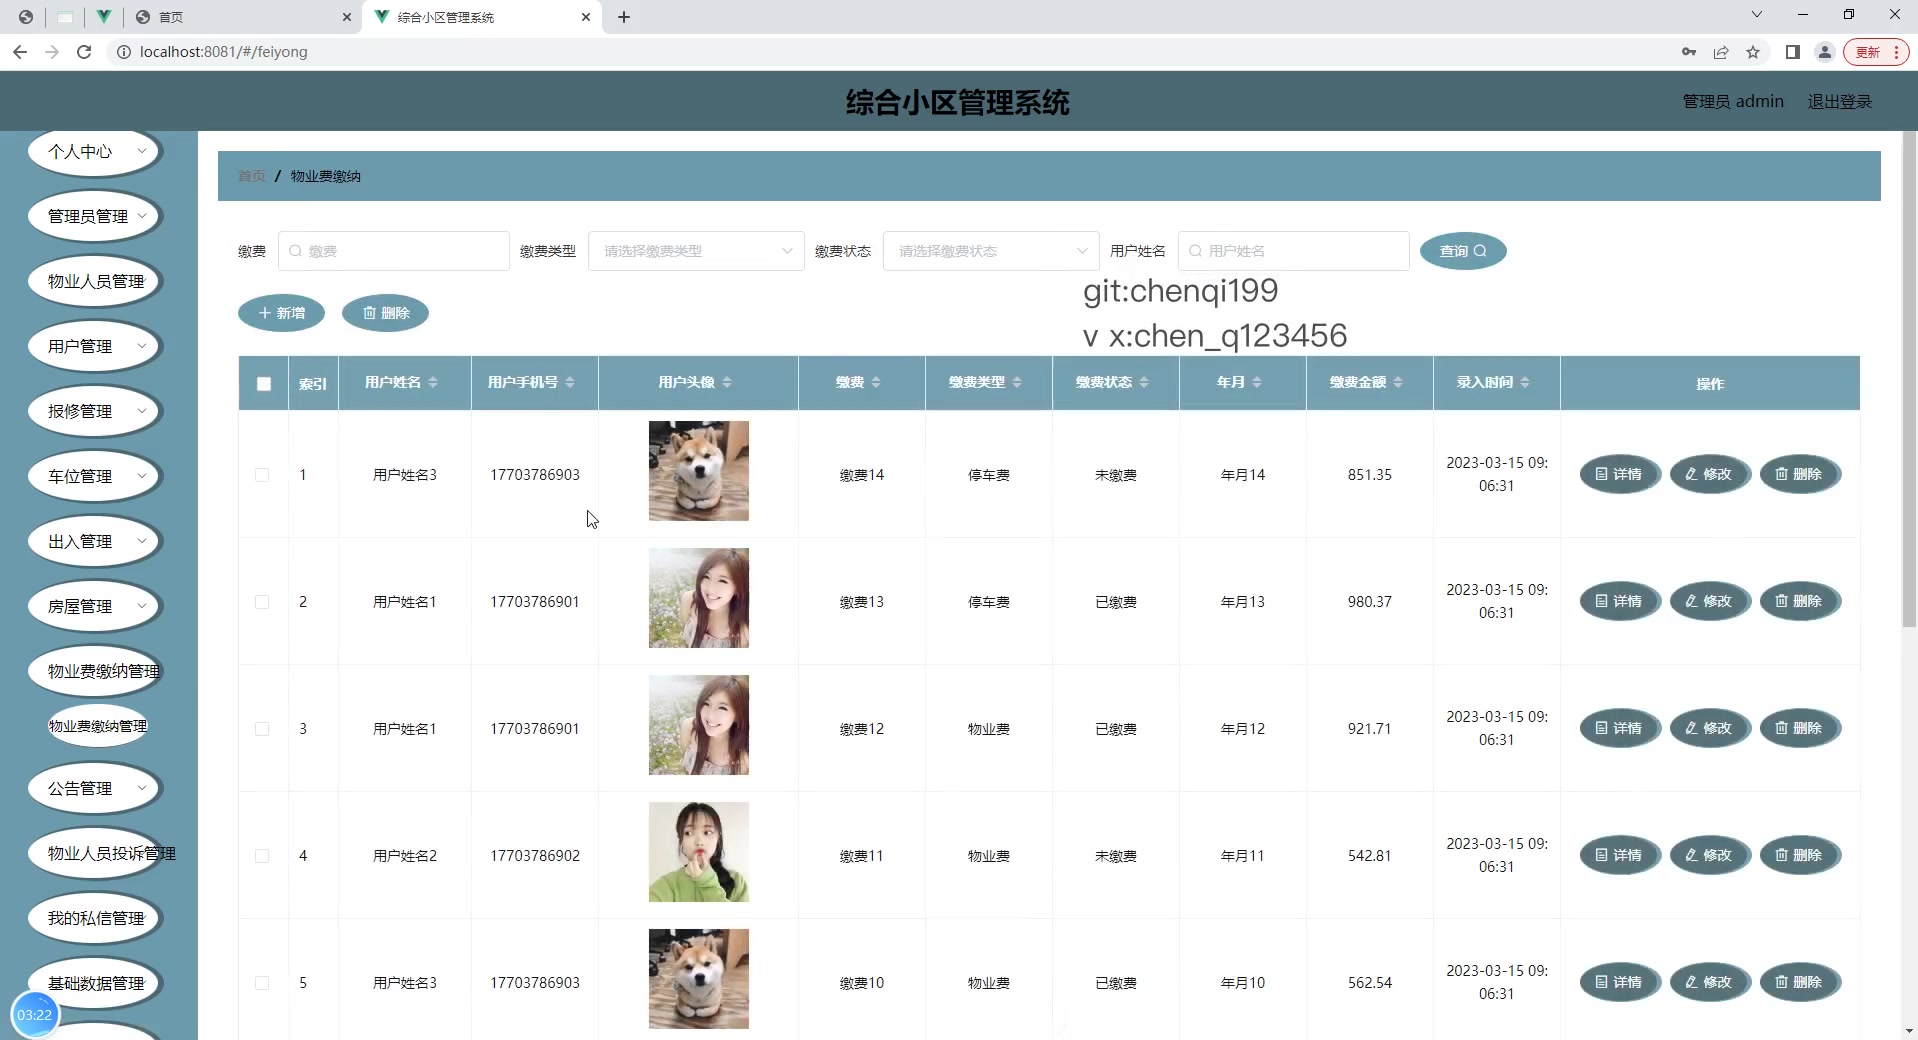 首页
综合小区管理系统
localhost:8081/#/feiyong
更新
综合小区管理系统
管理员 admin
退出登录
个人中心
管理员管理
物业人员管理
用户管理
报修管理
车位管理
出入管理
房屋管理
物业费缴纳管理
物业费缴纳管理
公告管理
物业人员投诉管理
我的私信管理
基础数据管理
03:22
首页 / 物业费缴纳
缴费 缴费 缴费类型 请选择缴费类型 缴费状态 请选择缴费状态 用户姓名 用户姓名 查询
git:chenqi199
新增 删除
v x:chen_q123456
索引 用户姓名 用户手机号 用户头像 缴费 缴费类型 缴费状态 年月 缴费金额 录入时间 操作
1 用户姓名3 17703786903 缴费14 停车费 未缴费 年月14 851.35 2023-03-15 09:
06:31 详情 修改 删除
2 用户姓名1 17703786901 缴费13 停车费 已缴费 年月13 980.37 2023-03-15 09:
06:31 详情 修改 删除
3 用户姓名1 17703786901 缴费12 物业费 已缴费 年月12 921.71 2023-03-15 09:
06:31 详情 修改 删除
4 用户姓名2 17703786902 缴费11 物业费 未缴费 年月11 542.81 2023-03-15 09:
06:31 详情 修改 删除
5 用户姓名3 17703786903 缴费10 物业费 已缴费 年月10 562.54 2023-03-15 09:
06:31 详情 修改 删除